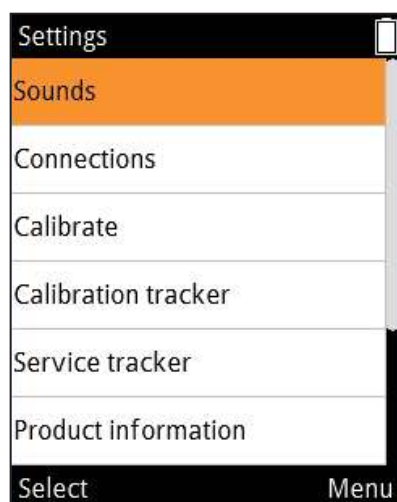 Settings
Sounds
Connections
Calibrate
Calibration tracker
Service tracker
Product information
Select Menu